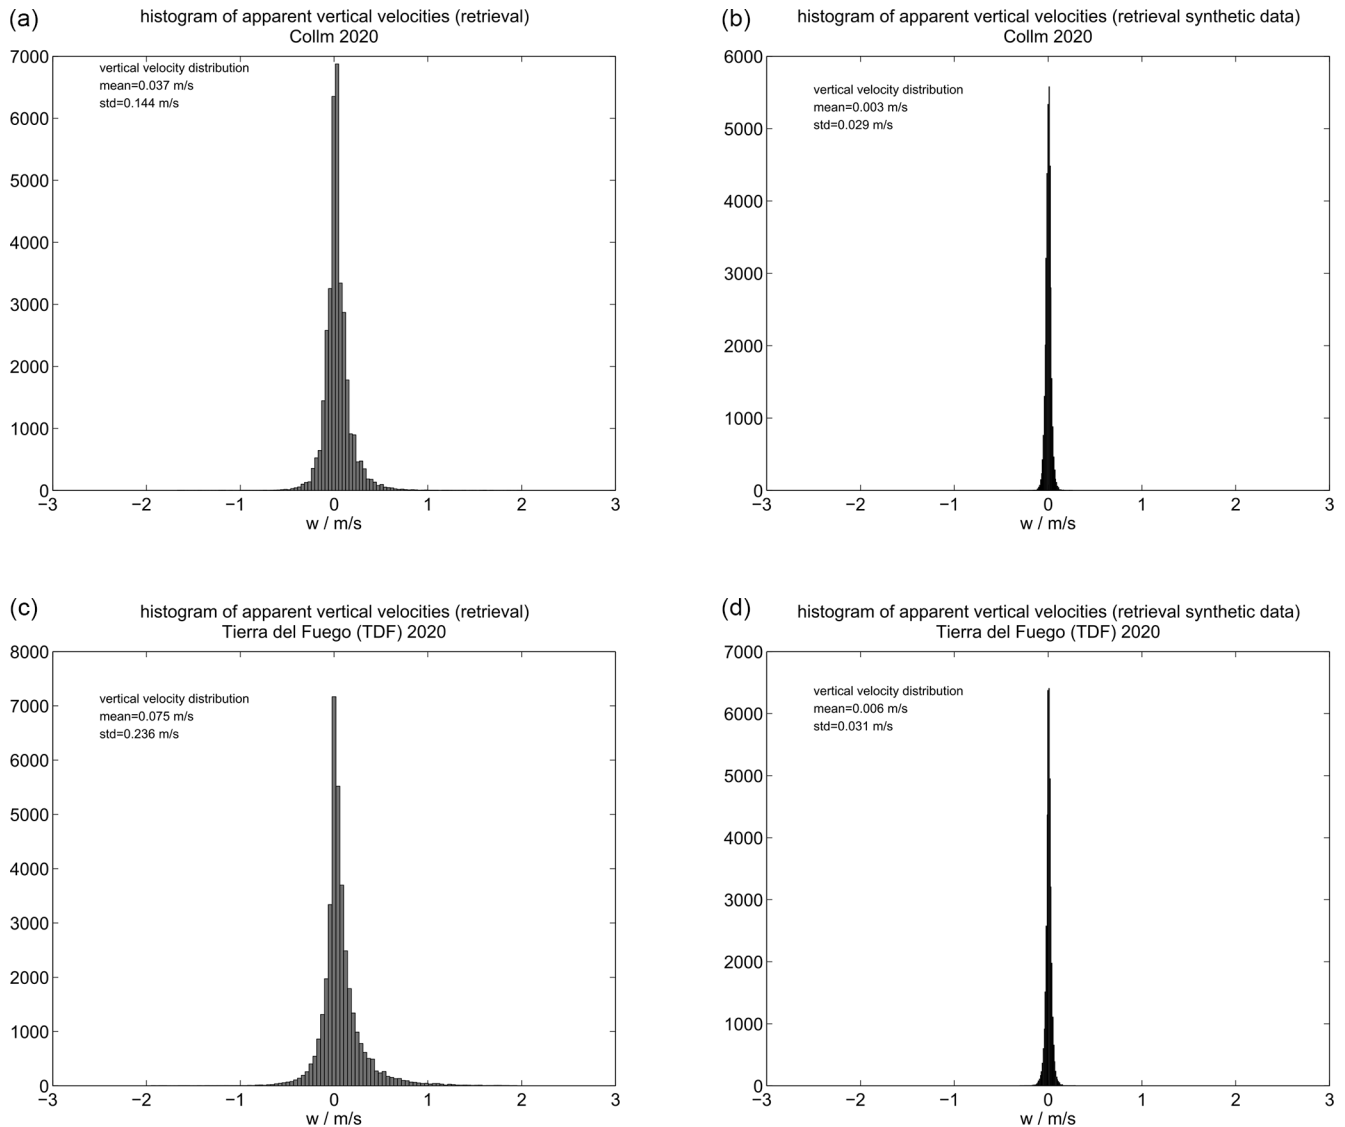 (a)
histogram of apparent vertical velocities (retrieval)
Collm 2020
7000
6000
5000
4000
3000
2000
1000
0
vertical velocity distribution
mean=0.037 m/s
std=0.144 m/s
−3
−2
−1
0
1
2
3
w / m/s
(b)
histogram of apparent vertical velocities (retrieval synthetic data)
Collm 2020
6000
5000
4000
3000
2000
1000
0
vertical velocity distribution
mean=0.003 m/s
std=0.029 m/s
−3
−2
−1
0
1
2
3
w / m/s
(c)
histogram of apparent vertical velocities (retrieval)
Tierra del Fuego (TDF) 2020
8000
7000
6000
5000
4000
3000
2000
1000
0
vertical velocity distribution
mean=0.075 m/s
std=0.236 m/s
−3
−2
−1
0
1
2
3
w / m/s
(d)
histogram of apparent vertical velocities (retrieval synthetic data)
Tierra del Fuego (TDF) 2020
7000
6000
5000
4000
3000
2000
1000
0
vertical velocity distribution
mean=0.006 m/s
std=0.031 m/s
−3
−2
−1
0
1
2
3
w / m/s